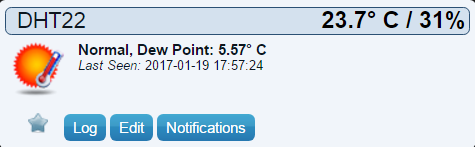 DHT22 23.7° C / 31%
Normal, Dew Point: 5.57° C
Last Seen: 2017-01-19 17:57:24
Log Edit Notifications